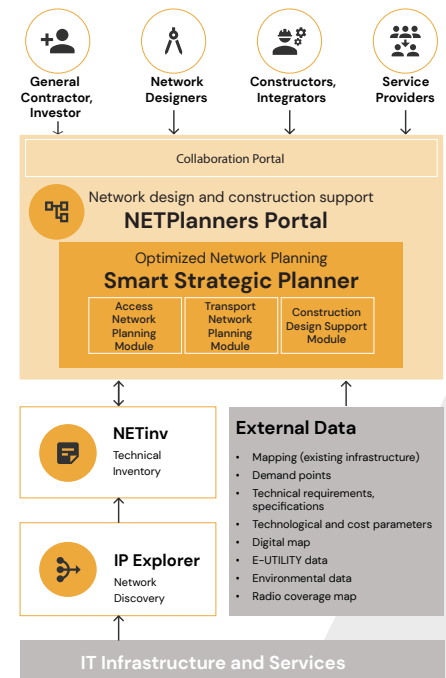 General
Contractor,
Investor
Network
Designers
Constructors,
Integrators
Service
Providers
Collaboration Portal
Network design and construction support
NETPlanners Portal
Optimized Network Planning
Smart Strategic Planner
Access
Network
Planning
Module
Transport
Network
Planning
Module
Construction
Design Support
Module
NETinv
Technical
Inventory
IP Explorer
Network
Discovery
External Data
• Mapping (existing infrastructure)
• Demand points
• Technical requirements,
specifications
• Technological and cost parameters
• Digital map
• E-UTILITY data
• Environmental data
• Radio coverage map
IT Infrastructure and Services